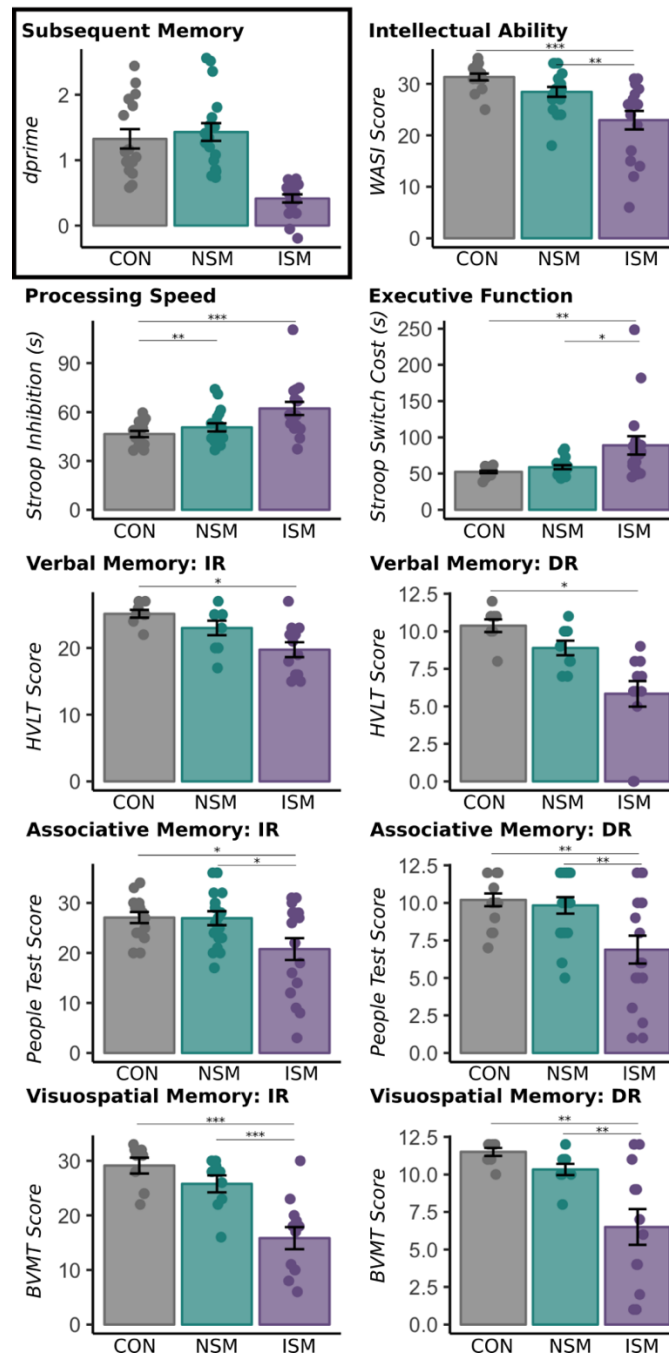 Subsequent Memory
dprime
2
1
0
CON NSM ISM
Intellectual Ability
WASI Score
30
20
10
0
***
**
CON NSM ISM
Processing Speed
Stroop Inhibition (s)
90
60
30
0
***
**
CON NSM ISM
Executive Function
Stroop Switch Cost (s)
250
200
150
100
50
0
**
*
CON NSM ISM
Verbal Memory: IR
HVLT Score
20
10
0
*
CON NSM ISM
Verbal Memory: DR
HVLT Score
12.5
10.0
7.5
5.0
2.5
0.0
*
CON NSM ISM
Associative Memory: IR
People Test Score
30
20
10
0
*
*
CON NSM ISM
Associative Memory: DR
People Test Score
12.5
10.0
7.5
5.0
2.5
0.0
**
**
CON NSM ISM
Visuospatial Memory: IR
BVMT Score
30
20
10
0
***
***
CON NSM ISM
Visuospatial Memory: DR
BVMT Score
12.5
10.0
7.5
5.0
2.5
0.0
**
**
CON NSM ISM